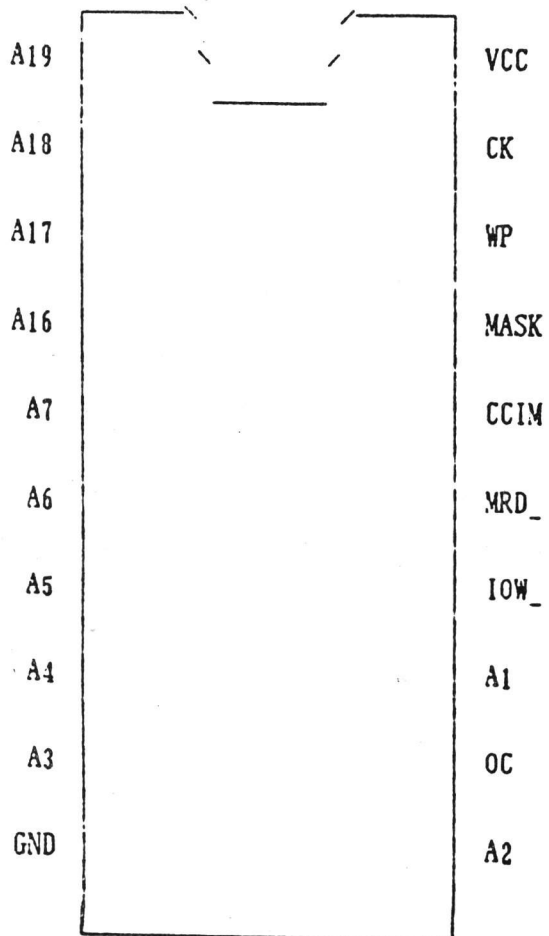 A19 VCC
A18 CK
A17 WP
A16 MASK
A7 CCIM
A6 MRD_
A5 IOW_
A4 A1
A3 OC
GND A2